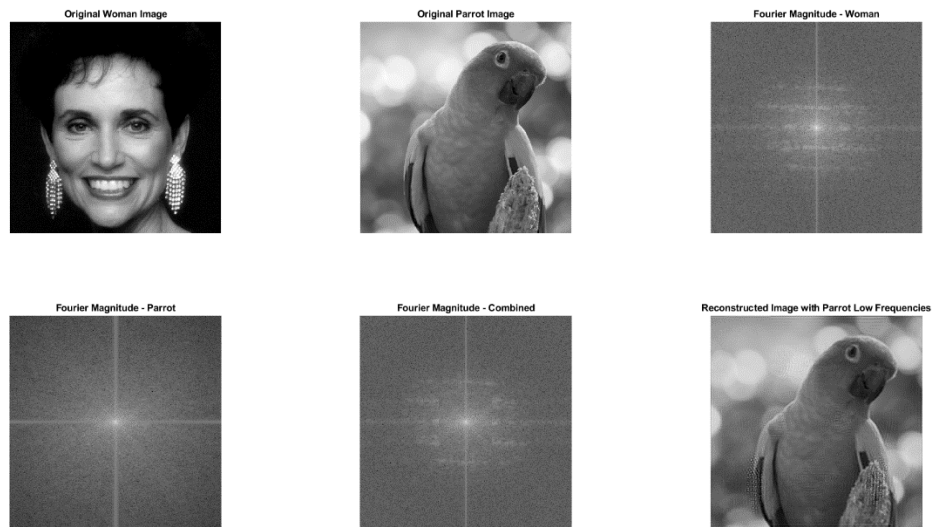 Original Woman Image
Original Parrot Image
Fourier Magnitude - Woman
Fourier Magnitude - Parrot
Fourier Magnitude - Combined
Reconstructed Image with Parrot Low Frequencies